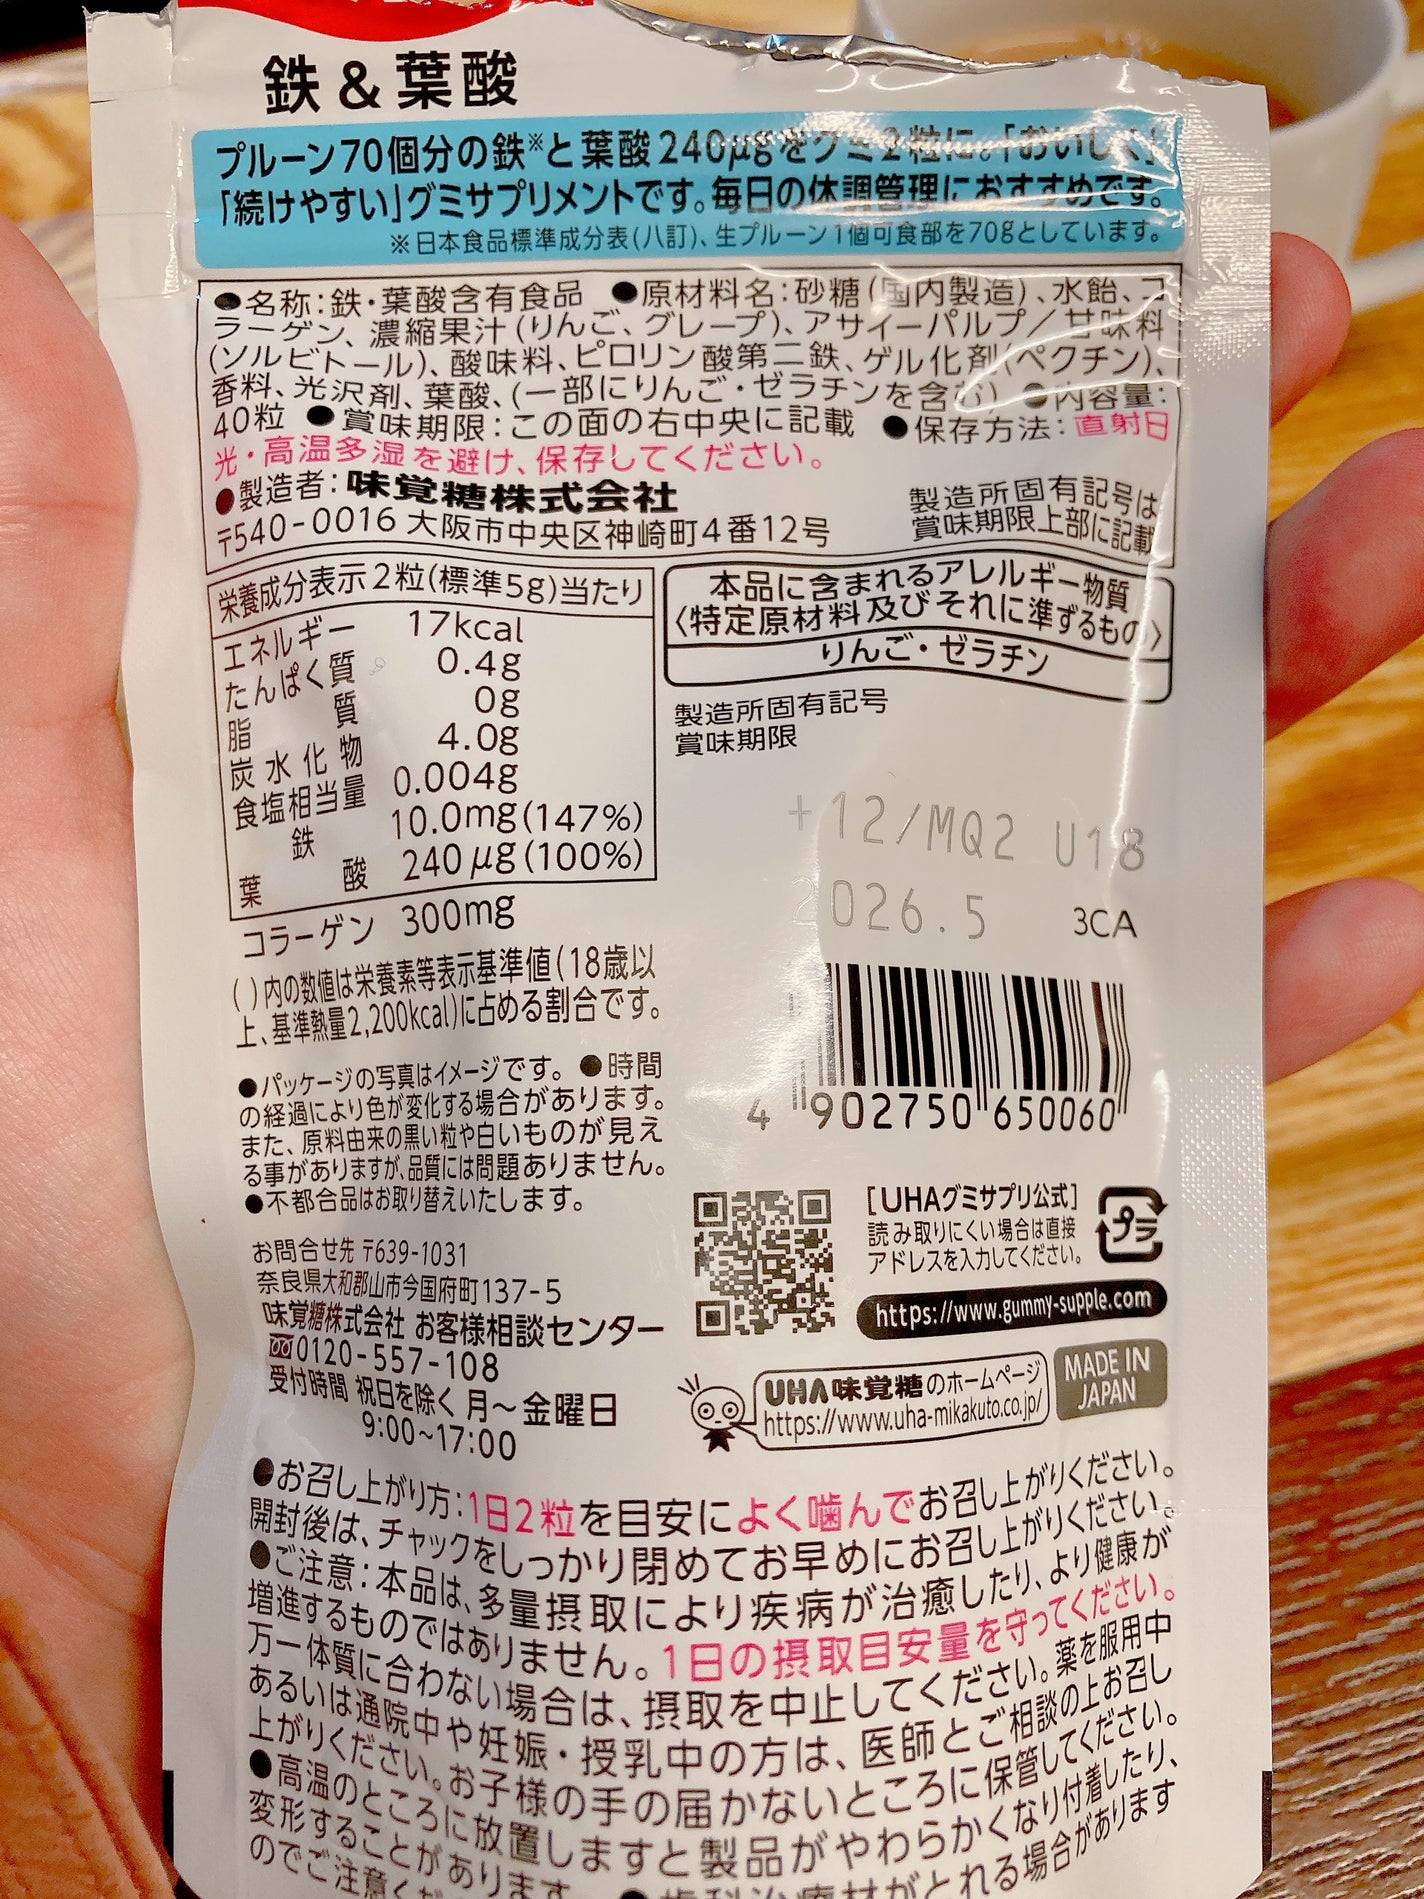 鉄&葉酸
プルーン70個分の鉄※と葉酸240μgをグミ2粒に。「おいしく」
「続けやすい」グミサプリメントです。毎日の体調管理におすすめです。
※日本食品標準成分表(八訂)、生プルーン1個可食部を70gとしています。
●名称:鉄・葉酸含有食品 ●原材料名:砂糖(国内製造)、水飴、コ
ラーゲン、濃縮果汁(りんご、グレープ)、アサイーパルプ/甘味料
(ソルビトール)、酸味料、ピロリン酸第二鉄、ゲル化剤(ペクチン)、
香料、光沢剤、葉酸、(一部にりんご・ゼラチンを含む) ●内容量:
40粒 ●賞味期限:この面の右中央に記載 ●保存方法:直射日
光・高温多湿を避け、保存してください。
●製造者:味覚糖株式会社
〒540-0016 大阪市中央区神崎町4番12号
製造所固有記号は
賞味期限上部に記載
栄養成分表示2粒(標準5g)当たり
エネルギー 17kcal
たんぱく質 0.4g
脂質 0g
炭水化物 4.0g
食塩相当量 0.004g
鉄 10.0mg(147%)
葉酸 240μg(100%)
コラーゲン 300mg
( )内の数値は栄養素等表示基準値(18歳以
上、基準熱量2,200kcal)に占める割合です。
本品に含まれるアレルギー物質
〈特定原材料及びそれに準ずるもの〉
りんご・ゼラチン
製造所固有記号
賞味期限
+12/MQ2 U18
2026.5 3CA
4 902750 650060
●パッケージの写真はイメージです。●時間
の経過により色が変化する場合があります。
また、原料由来の黒い粒や白いものが見え
る事がありますが、品質には問題ありません。
●不都合品はお取り替えいたします。
お問合せ先 〒639-1031
奈良県大和郡山市今国府町137-5
味覚糖株式会社 お客様相談センター
0120-557-108
受付時間 祝日を除く 月〜金曜日
9:00~17:00
[UHAグミサプリ公式]
読み取りにくい場合は直接
アドレスを入力してください。
プラ
https://www.gummy-supple.com
UHA味覚糖のホームページ
https://www.uha-mikakuto.co.jp/
MADE IN
JAPAN
●お召し上がり方:1日2粒を目安によく噛んでお召し上がりください。
開封後は、チャックをしっかり閉めてお早めにお召し上がりください。
●ご注意:本品は、多量摂取により疾病が治癒したり、より健康が
増進するものではありません。1日の摂取目安量を守ってください。
万一体質に合わない場合は、摂取を中止してください。薬を服用中
あるいは通院中や妊娠・授乳中の方は、医師とご相談の上お召し
上がりください。お子様の手の届かないところに保管してください。
●高温のところに放置しますと製品がやわらかくなり付着したり、
変形することがあります
のでご注意くだ ●歯科治療材がとれる場合があります